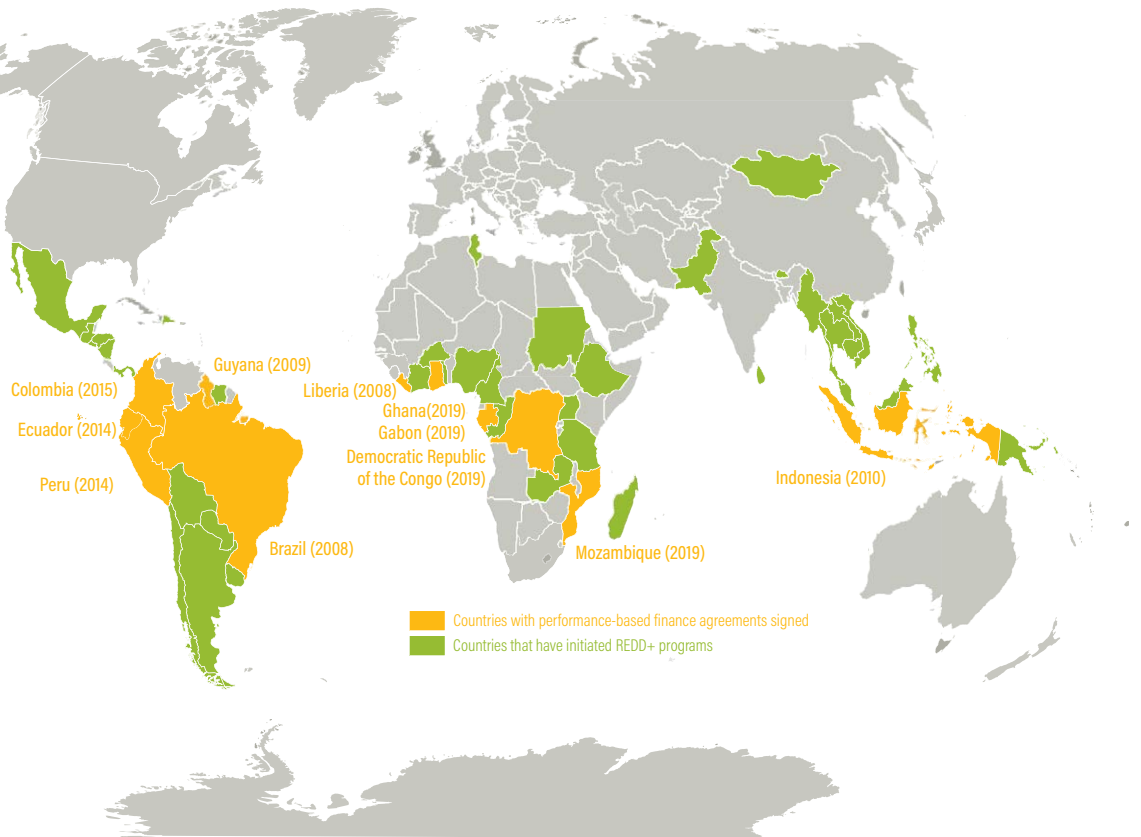 Guyana (2009)
Colombia (2015)
Liberia (2008)
Ghana(2019)
Ecuador (2014)
Gabon (2019)
Democratic Republic
of the Congo (2019)
Peru (2014)
Indonesia (2010)
Brazil (2008)
Mozambique (2019)
Countries with performance-based finance agreements signed
Countries that have initiated REDD+ programs